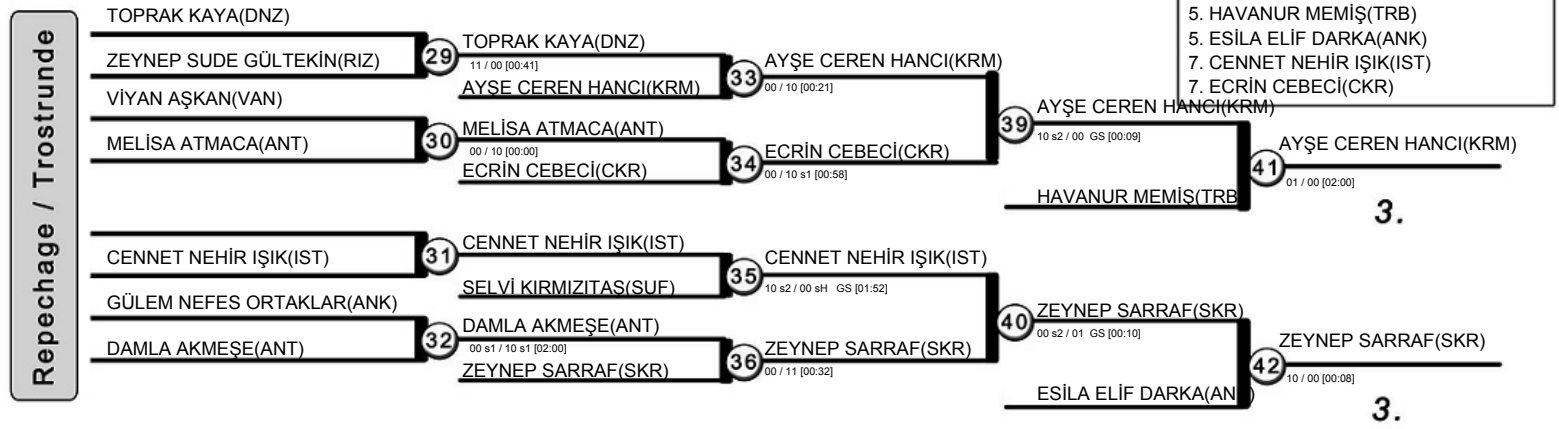 Repechage / Trostrunde
TOPRAK KAYA(DNZ)
ZEYNEP SUDE GÜLTEKİN(RIZ)
VİYAN AŞKAN(VAN)
MELİSA ATMACA(ANT)
CENNET NEHİR IŞIK(IST)
GÜLEM NEFES ORTAKLAR(ANK)
DAMLA AKMEŞE(ANT)
29
30
31
32
TOPRAK KAYA(DNZ)
11 / 00 [00:41]
AYŞE CEREN HANCI(KRM)
MELİSA ATMACA(ANT)
00 / 10 [00:00]
ECRİN CEBECİ(CKR)
CENNET NEHİR IŞIK(IST)
SELVİ KIRMIZITAŞ(SUF)
DAMLA AKMEŞE(ANT)
00 s1 / 10 s1 [02:00]
ZEYNEP SARRAF(SKR)
33
34
35
36
AYŞE CEREN HANCI(KRM)
00 / 10 [00:21]
ECRİN CEBECİ(CKR)
00 / 10 s1 [00:58]
CENNET NEHİR IŞIK(IST)
10 s2 / 00 sH GS [01:52]
ZEYNEP SARRAF(SKR)
00 / 11 [00:32]
39
40
AYŞE CEREN HANCI(KRM)
10 s2 / 00 GS [00:09]
HAVANUR MEMİŞ(TRB
ZEYNEP SARRAF(SKR)
00 s2 / 01 GS [00:10]
ESİLA ELİF DARKA(AN)
41
42
AYŞE CEREN HANCI(KRM)
01 / 00 [02:00]
3.
ZEYNEP SARRAF(SKR)
10 / 00 [00:08]
3.
5. HAVANUR MEMİŞ(TRB)
5. ESİLA ELİF DARKA(ANK)
7. CENNET NEHİR IŞIK(IST)
7. ECRİN CEBECİ(CKR)